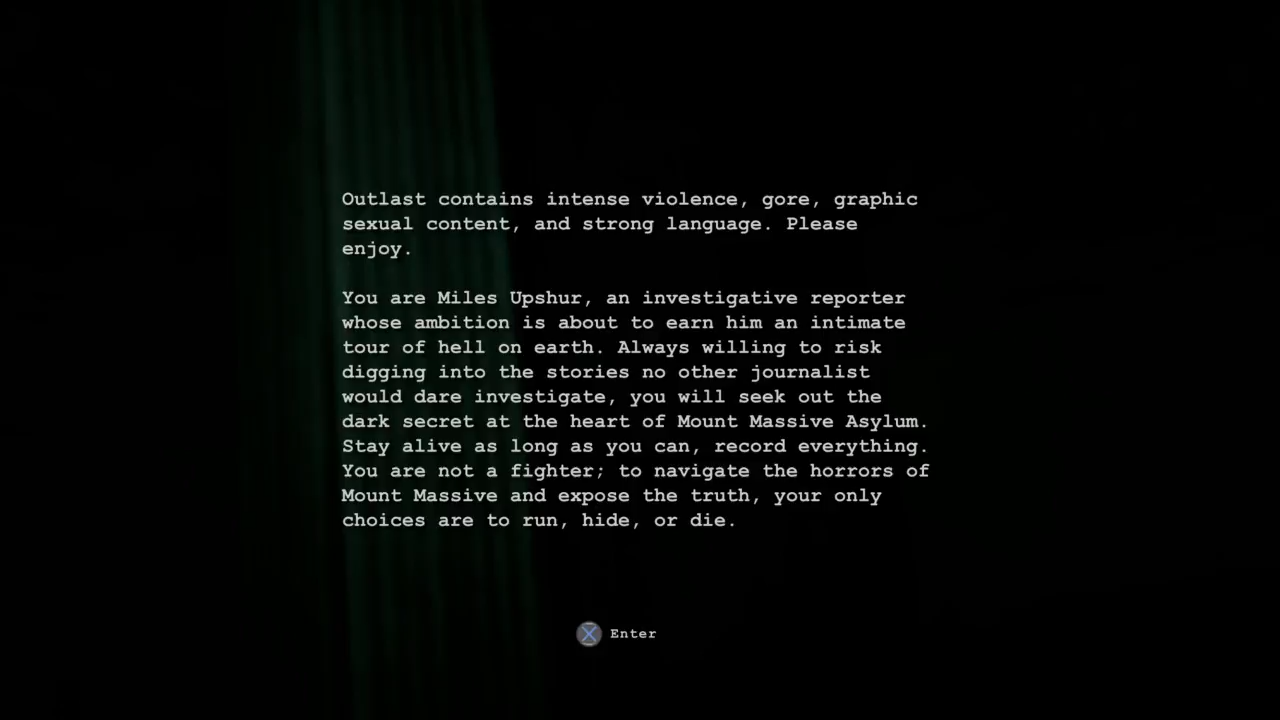 Outlast contains intense violence, gore, graphic
sexual content, and strong language. Please
enjoy.
You are Miles Upshur, an investigative reporter
whose ambition is about to earn him an intimate
tour of hell on earth. Always willing to risk
digging into the stories no other journalist
would dare investigate, you will seek out the
dark secret at the heart of Mount Massive Asylum.
Stay alive as long as you can, record everything.
You are not a fighter; to navigate the horrors of
Mount Massive and expose the truth, your only
choices are to run, hide, or die.
Enter